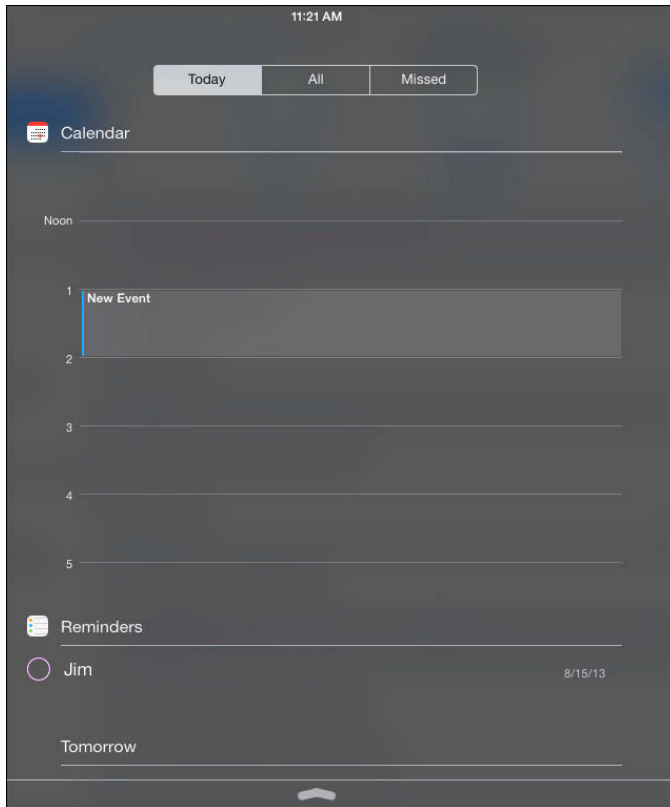 11:21 AM
Today All Missed
Calendar
Noon
1
New Event
2
3
4
5
Reminders
Jim 8/15/13
Tomorrow